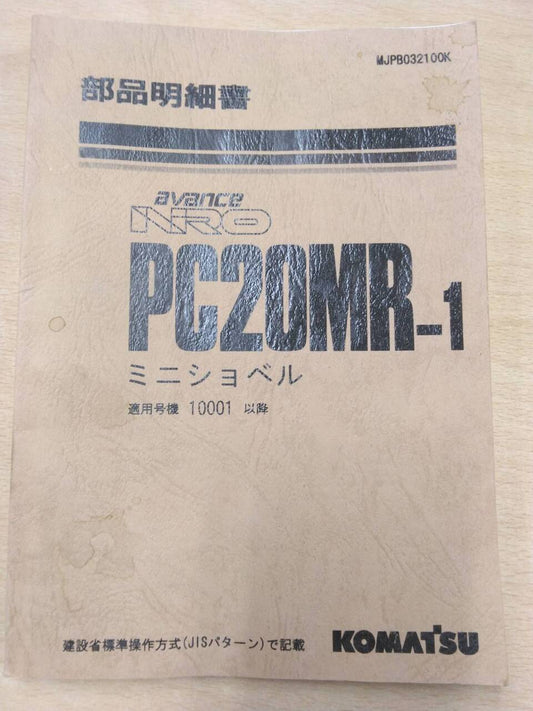 MJPB032100K
部品明細書
avance
NRO
PC20MR-1
ミニショベル
適用号機 10001 以降
建設省標準操作方式(JISパターン)で記載
KOMATSU